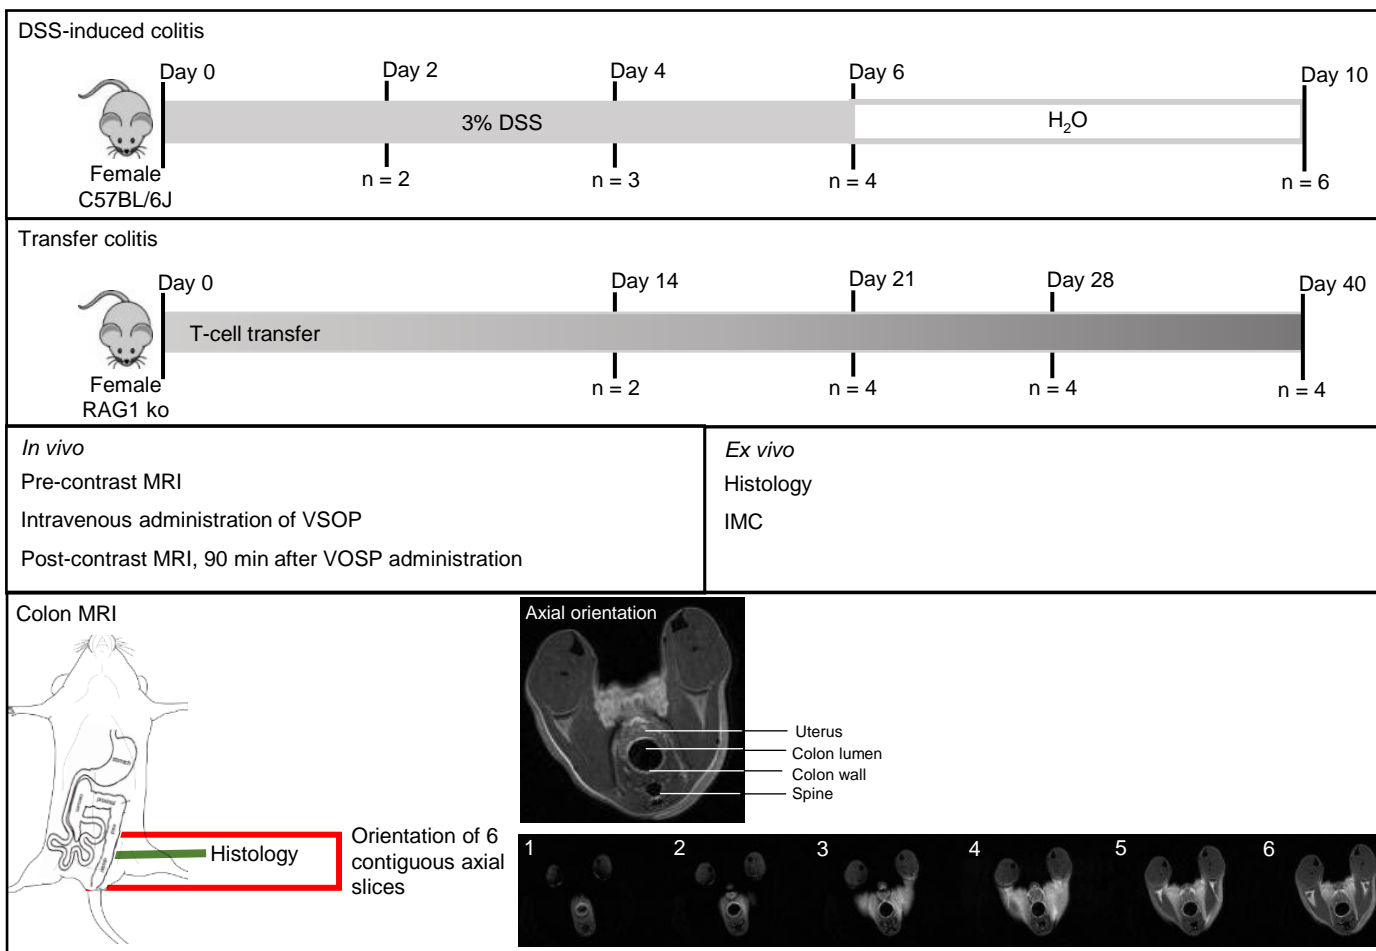 DSS-induced colitis
Day 0
Day 2
Day 4
Day 6
Day 10
3% DSS
H₂O
Female
C57BL/6J
n = 2
n = 3
n = 4
n = 6
Transfer colitis
Day 0
Day 14
Day 21
Day 28
Day 40
T-cell transfer
Female
RAG1 ko
n = 2
n = 4
n = 4
n = 4
In vivo
Pre-contrast MRI
Intravenous administration of VSOP
Post-contrast MRI, 90 min after VOSP administration
Ex vivo
Histology
IMC
Colon MRI
Histology
Orientation of 6
contiguous axial
slices
Axial orientation
Uterus
Colon lumen
Colon wall
Spine
1
2
3
4
5
6